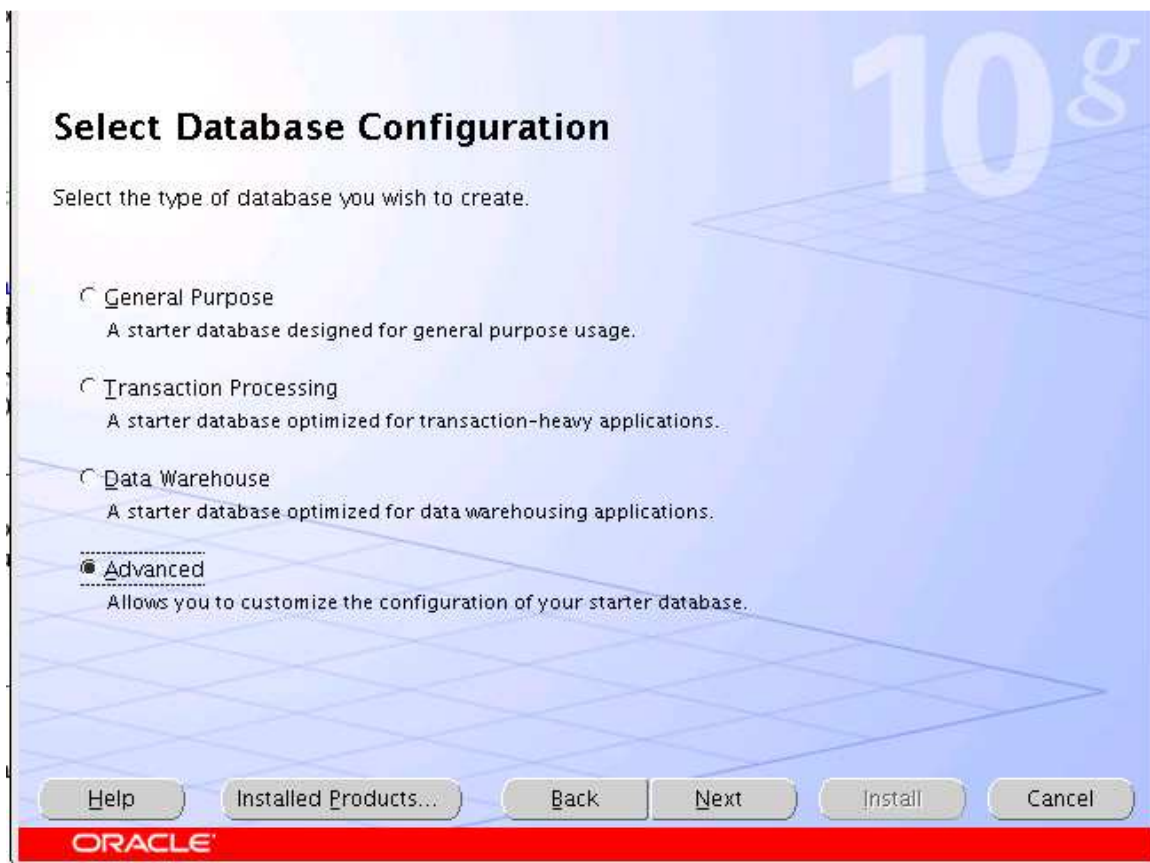 10g
Select Database Configuration
Select the type of database you wish to create.
General Purpose
A starter database designed for general purpose usage.
Transaction Processing
A starter database optimized for transaction-heavy applications.
Data Warehouse
A starter database optimized for data warehousing applications.
Advanced
Allows you to customize the configuration of your starter database.
Help Installed Products... Back Next Install Cancel
ORACLE